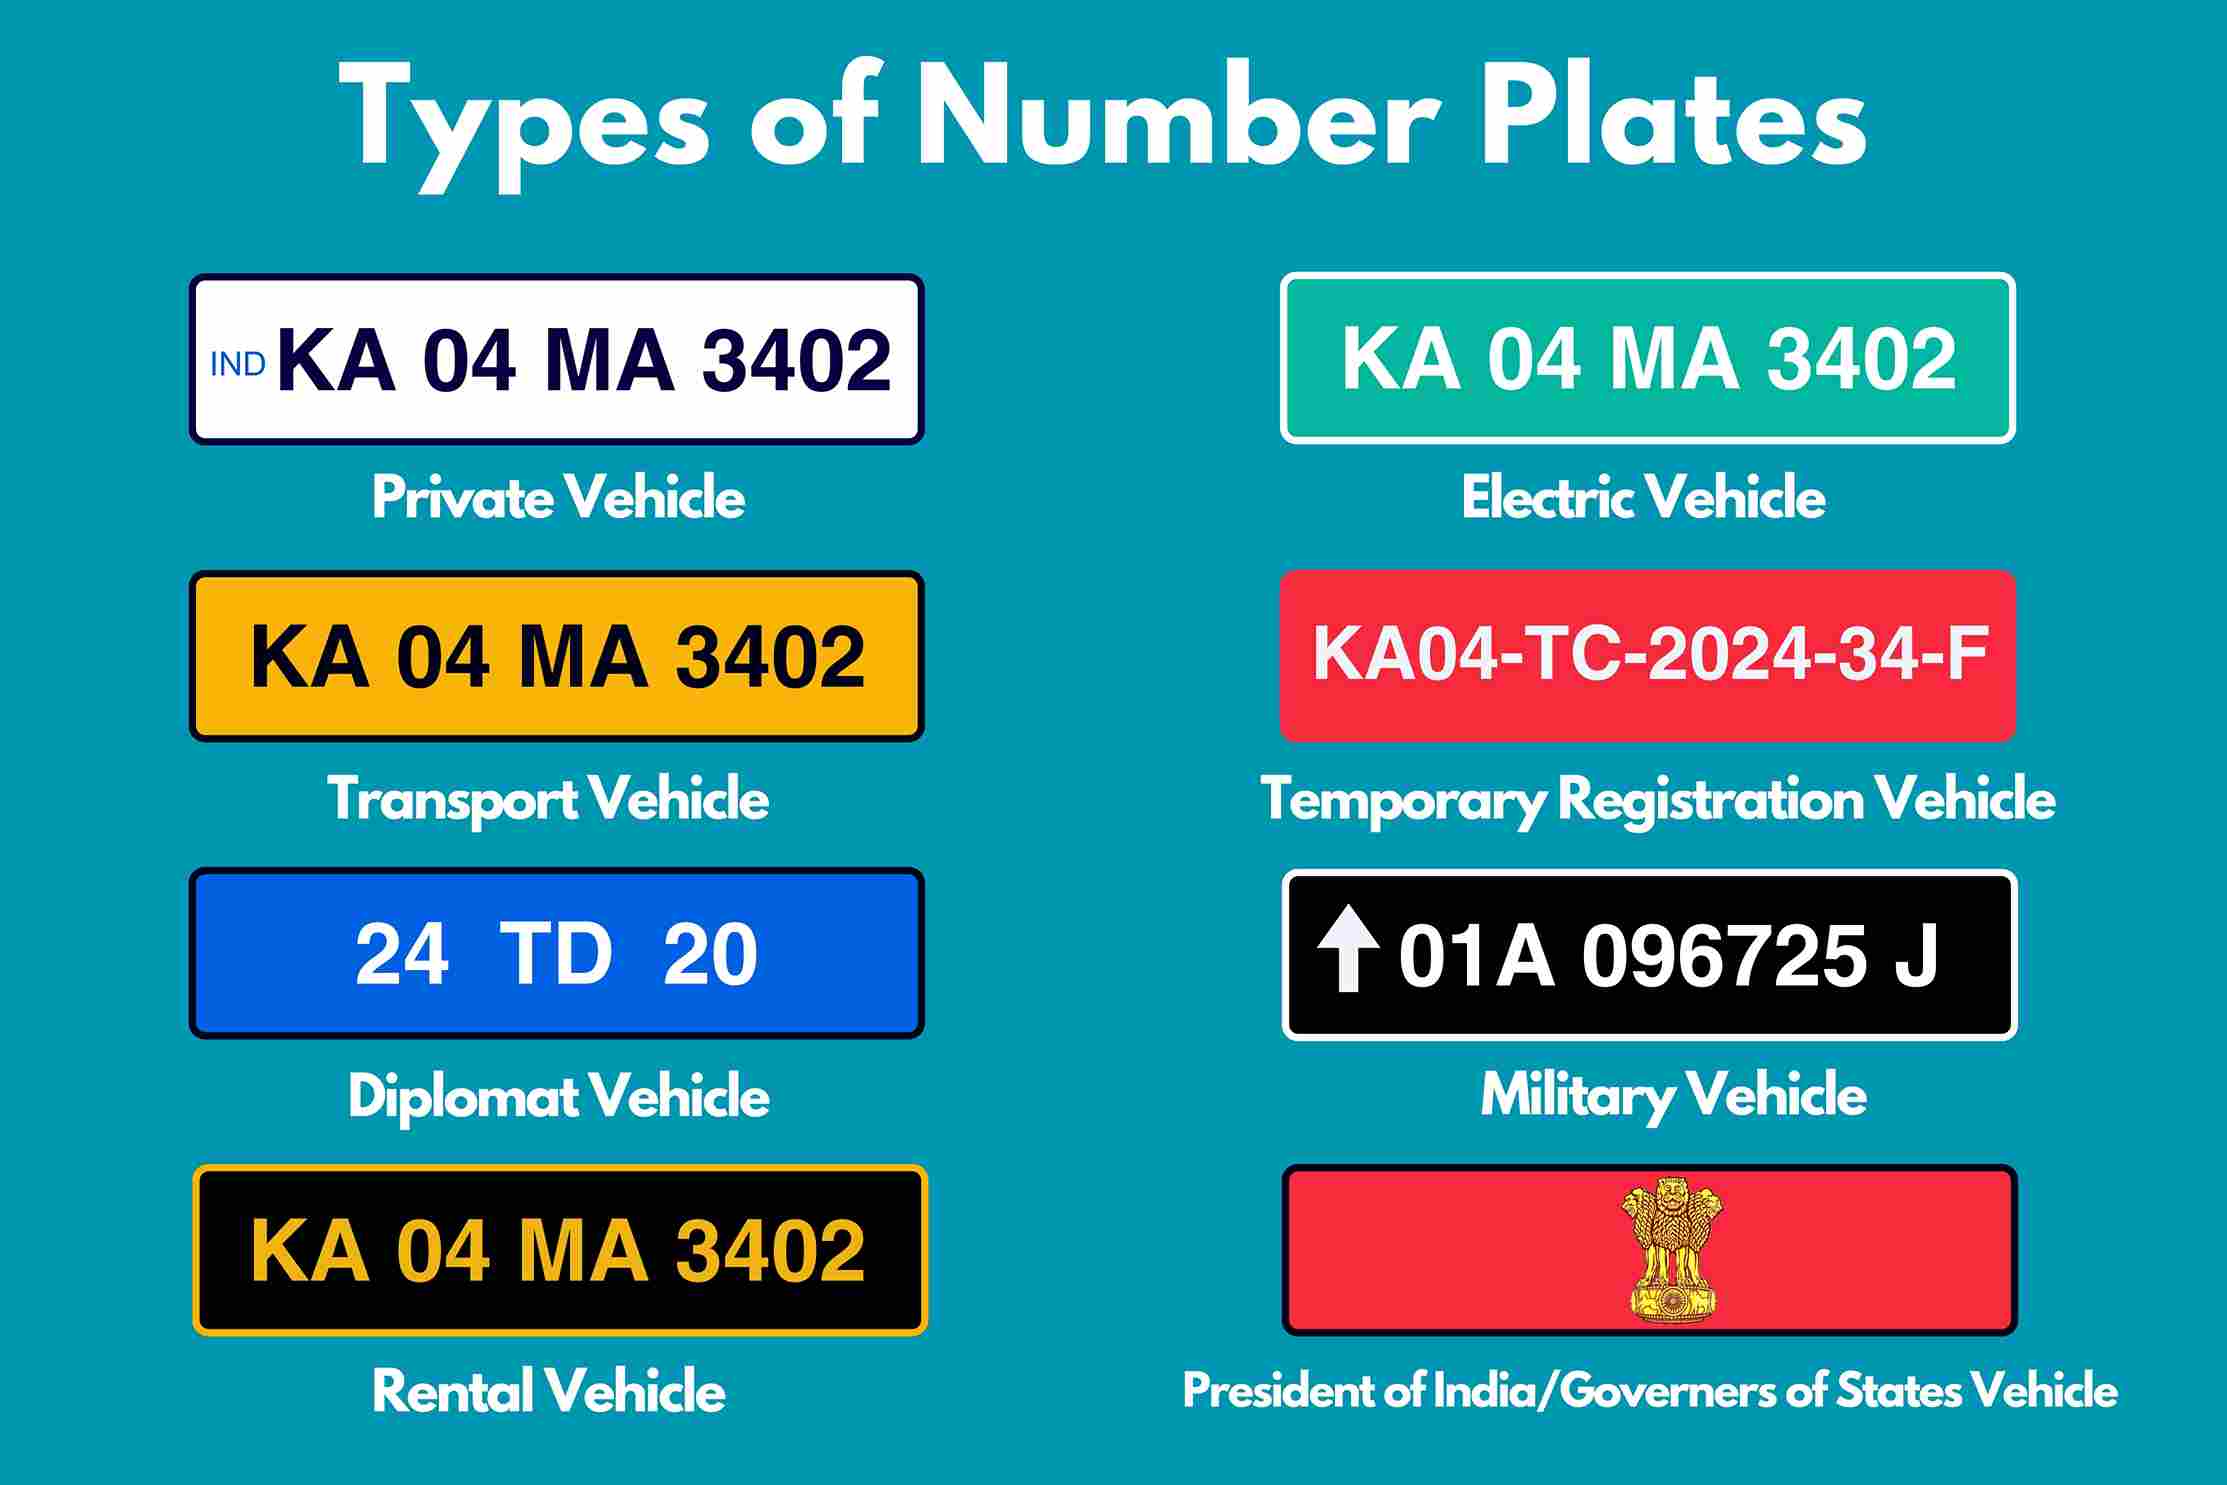 Types of Number Plates
IND KA 04 MA 3402
KA 04 MA 3402
Private Vehicle
Electric Vehicle
KA 04 MA 3402
KA04-TC-2024-34-F
Transport Vehicle
Temporary Registration Vehicle
24 TD 20
01A 096725 J
Diplomat Vehicle
Military Vehicle
KA 04 MA 3402
Rental Vehicle
President of India/Governers of States Vehicle